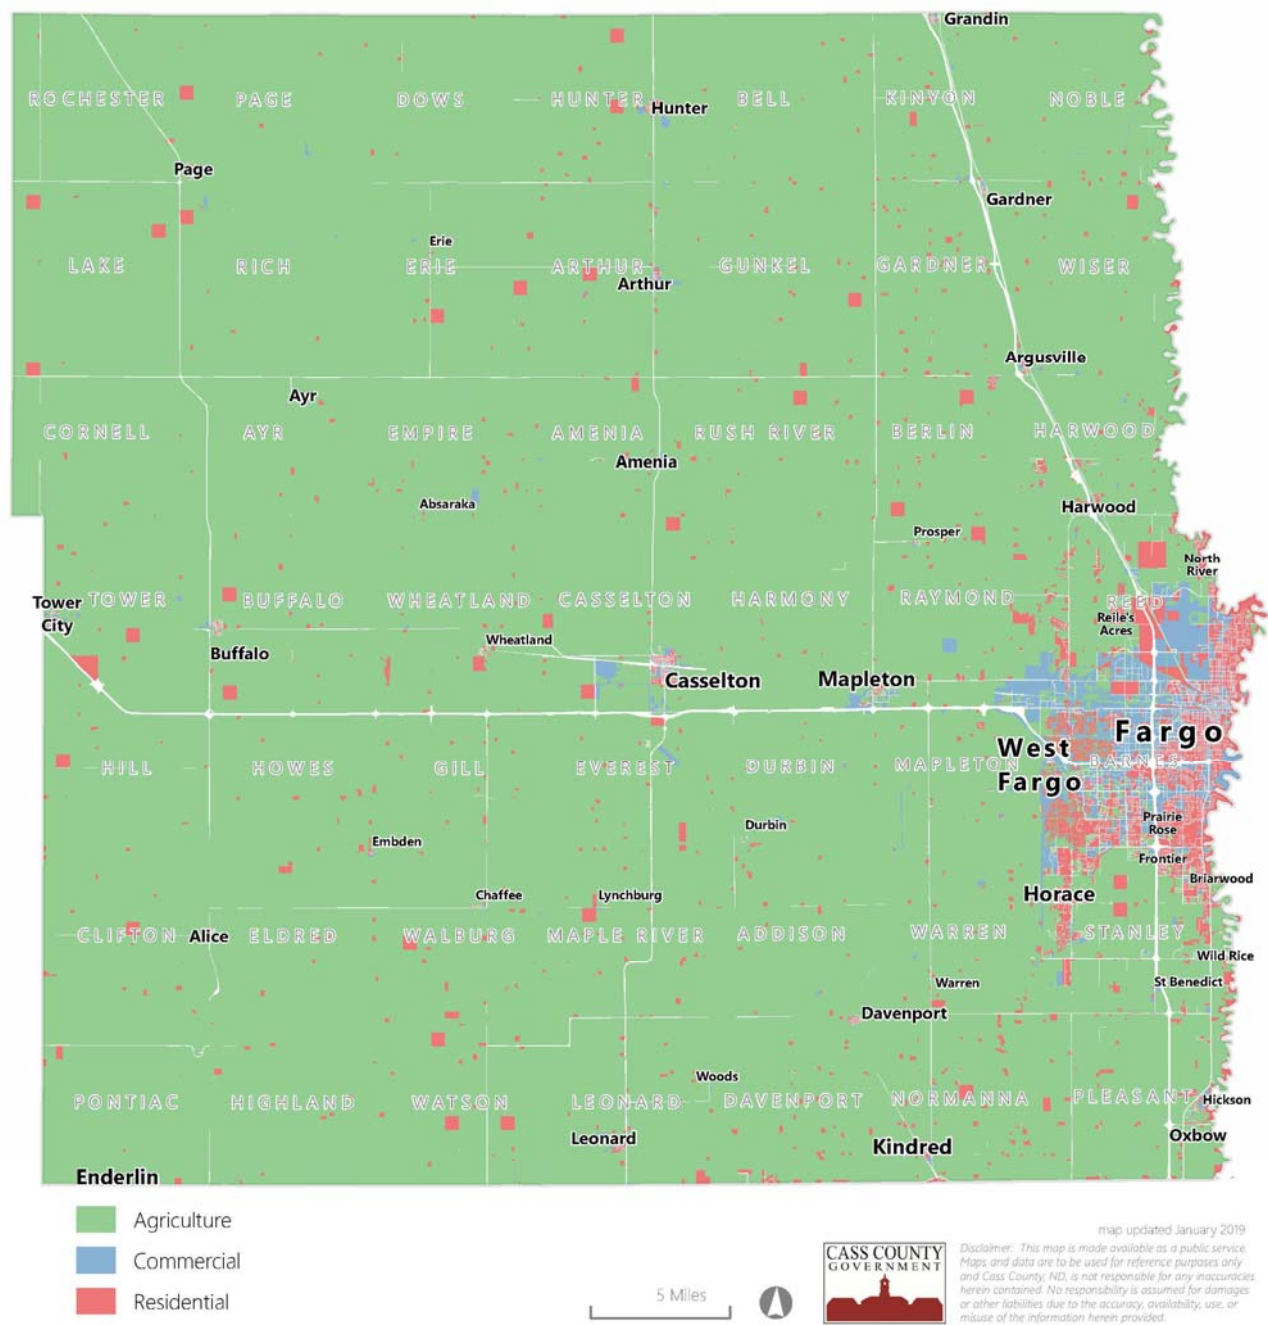 Grandin
ROCHESTER
PAGE
DOWS
HUNTER
Hunter
BELL
KINYON
NOBLE
Page
Gardner
Erie
LAKE
RICH
ERIE
ARTHUR
Arthur
GUNKEL
GARDNER
WISER
Argusville
Ayr
CORNELL
AYR
EMPIRE
AMENIA
RUSH RIVER
BERLIN
HARWOOD
Amenia
Absaraka
Harwood
Prosper
North
River
Tower
City
TOWER
BUFFALO
WHEATLAND
CASSELTON
HARMONY
RAYMOND
REED
Reile's
Acres
Buffalo
Wheatland
Casselton
Mapleton
Fargo
West
Fargo
HILL
HOWES
GILL
EVEREST
DURBIN
MAPLETON
BARNES
Prairie
Rose
Embden
Durbin
Frontier
Briarwood
Chaffee
Lynchburg
Horace
CLIFTON
Alice
ELDRED
WALBURG
MAPLE RIVER
ADDISON
WARREN
STANLEY
Wild Rice
Warren
St Benedict
Davenport
Woods
PONTIAC
HIGHLAND
WATSON
LEONARD
DAVENPORT
NORMANNA
PLEASANT
Hickson
Leonard
Kindred
Oxbow
Enderlin
Agriculture
Commercial
Residential
5 Miles
CASS COUNTY
GOVERNMENT
map updated January 2019
Disclaimer: This map is made available as a public service.
Maps and data are to be used for reference purposes only
and Cass County, ND, is not responsible for any inaccuracies
herein contained. No responsibility is assumed for damages
or other liabilities due to the accuracy, availability, use, or
misuse of the information herein provided.